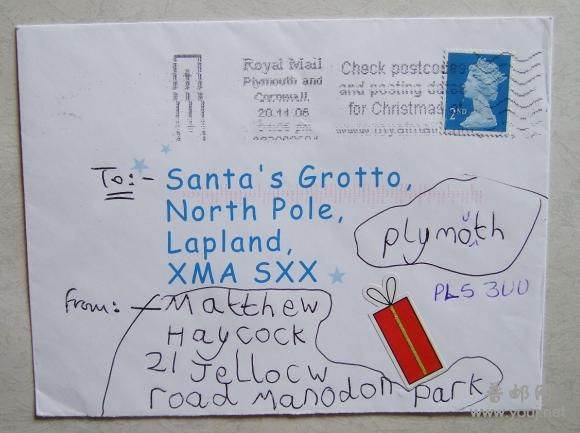 Royal Mail
Plymouth and
Cornwall
20.11.06
Check postcodes
and posting dates
for Christmas at
2ND
To:-
Santa's Grotto,
North Pole,
Lapland,
XMA SXX
plymoth
u
PL5 3UU
From:-
Matthew
Haycock
21 Jellocw
road manodon park